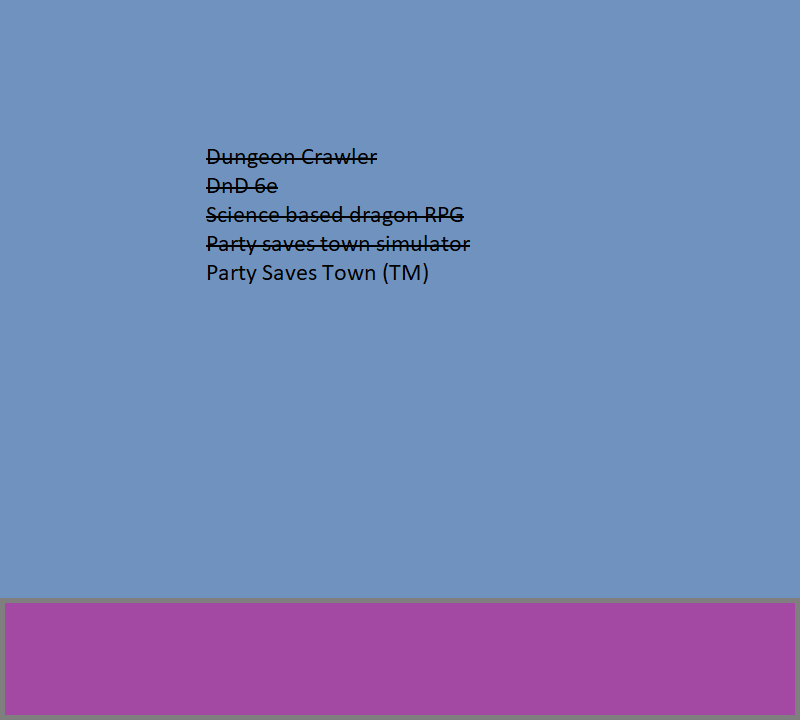 Dungeon Crawler
DnD 6e
Science based dragon RPG
Party saves town simulator
Party Saves Town (TM)